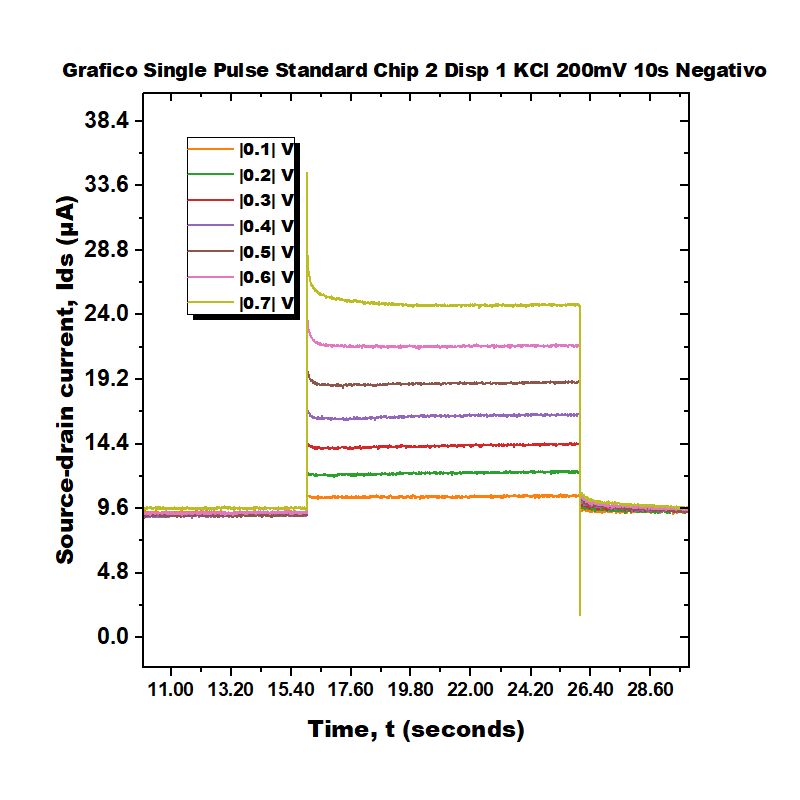 Grafico Single Pulse Standard Chip 2 Disp 1 KCl 200mV 10s Negativo
38.4
33.6
28.8
24.0
19.2
14.4
9.6
4.8
0.0
Source-drain current, Ids (µA)
|0.1| V
|0.2| V
|0.3| V
|0.4| V
|0.5| V
|0.6| V
|0.7| V
11.00 13.20 15.40 17.60 19.80 22.00 24.20 26.40 28.60
Time, t (seconds)